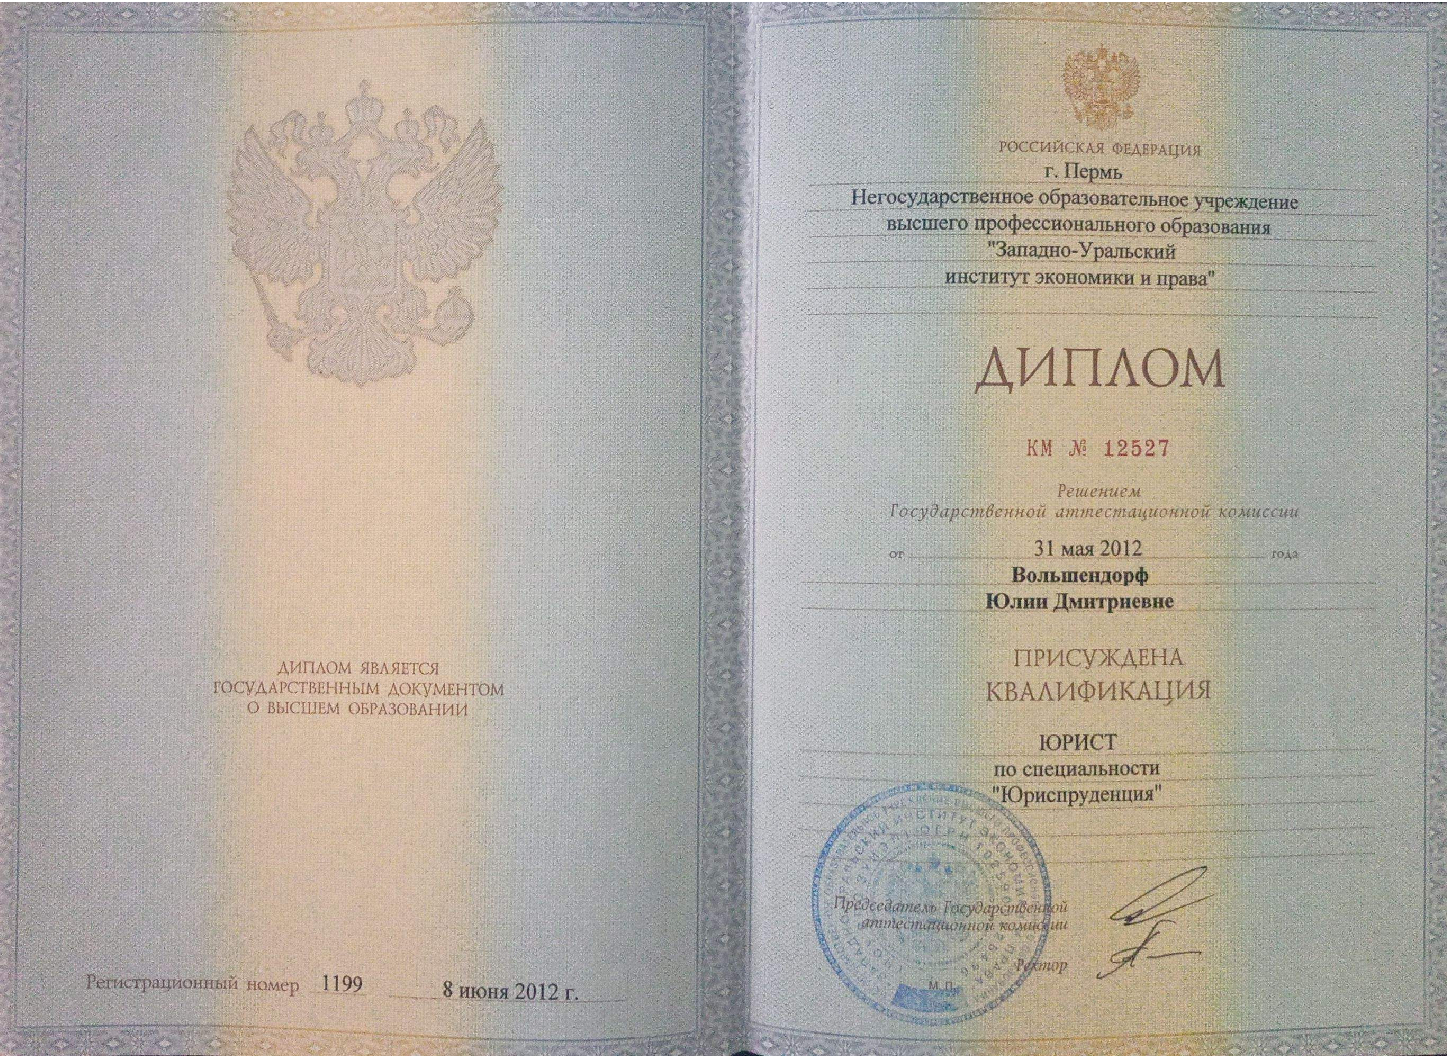 ДИПЛОМ ЯВЛЯЕТСЯ
ГОСУДАРСТВЕННЫМ ДОКУМЕНТОМ
О ВЫСШЕМ ОБРАЗОВАНИИ
Регистрационный номер 1199 8 июня 2012 г.
РОССИЙСКАЯ ФЕДЕРАЦИЯ
г. Пермь
Негосударственное образовательное учреждение
высшего профессионального образования
"Западно-Уральский
институт экономики и права"
ДИПЛОМ
КМ № 12527
Решением
Государственной аттестационной комиссии
от 31 мая 2012 года
Вольшендорф
Юлии Дмитриевне
ПРИСУЖДЕНА
КВАЛИФИКАЦИЯ
ЮРИСТ
по специальности
"Юриспруденция"
Председатель Государственной
аттестационной комиссии
Ректор
М.П.